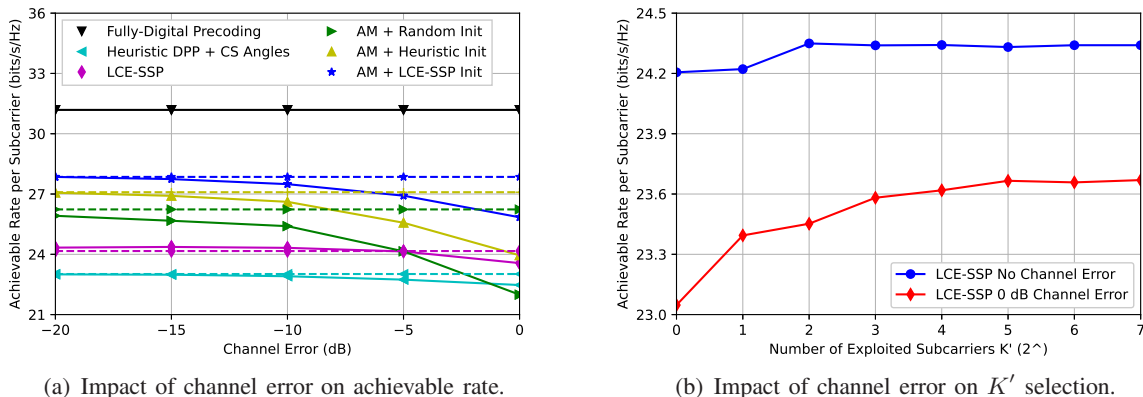 36
33
30
27
24
21
Achievable Rate per Subcarrier (bits/s/Hz)
Fully-Digital Precoding
Heuristic DPP + CS Angles
LCE-SSP
AM + Random Init
AM + Heuristic Init
AM + LCE-SSP Init
−20 −15 −10 −5 0
Channel Error (dB)
(a) Impact of channel error on achievable rate.
24.5
24.2
23.9
23.6
23.3
23.0
Achievable Rate per Subcarrier (bits/s/Hz)
LCE-SSP No Channel Error
LCE-SSP 0 dB Channel Error
0 1 2 3 4 5 6 7
Number of Exploited Subcarriers K' (2^)
(b) Impact of channel error on K′ selection.